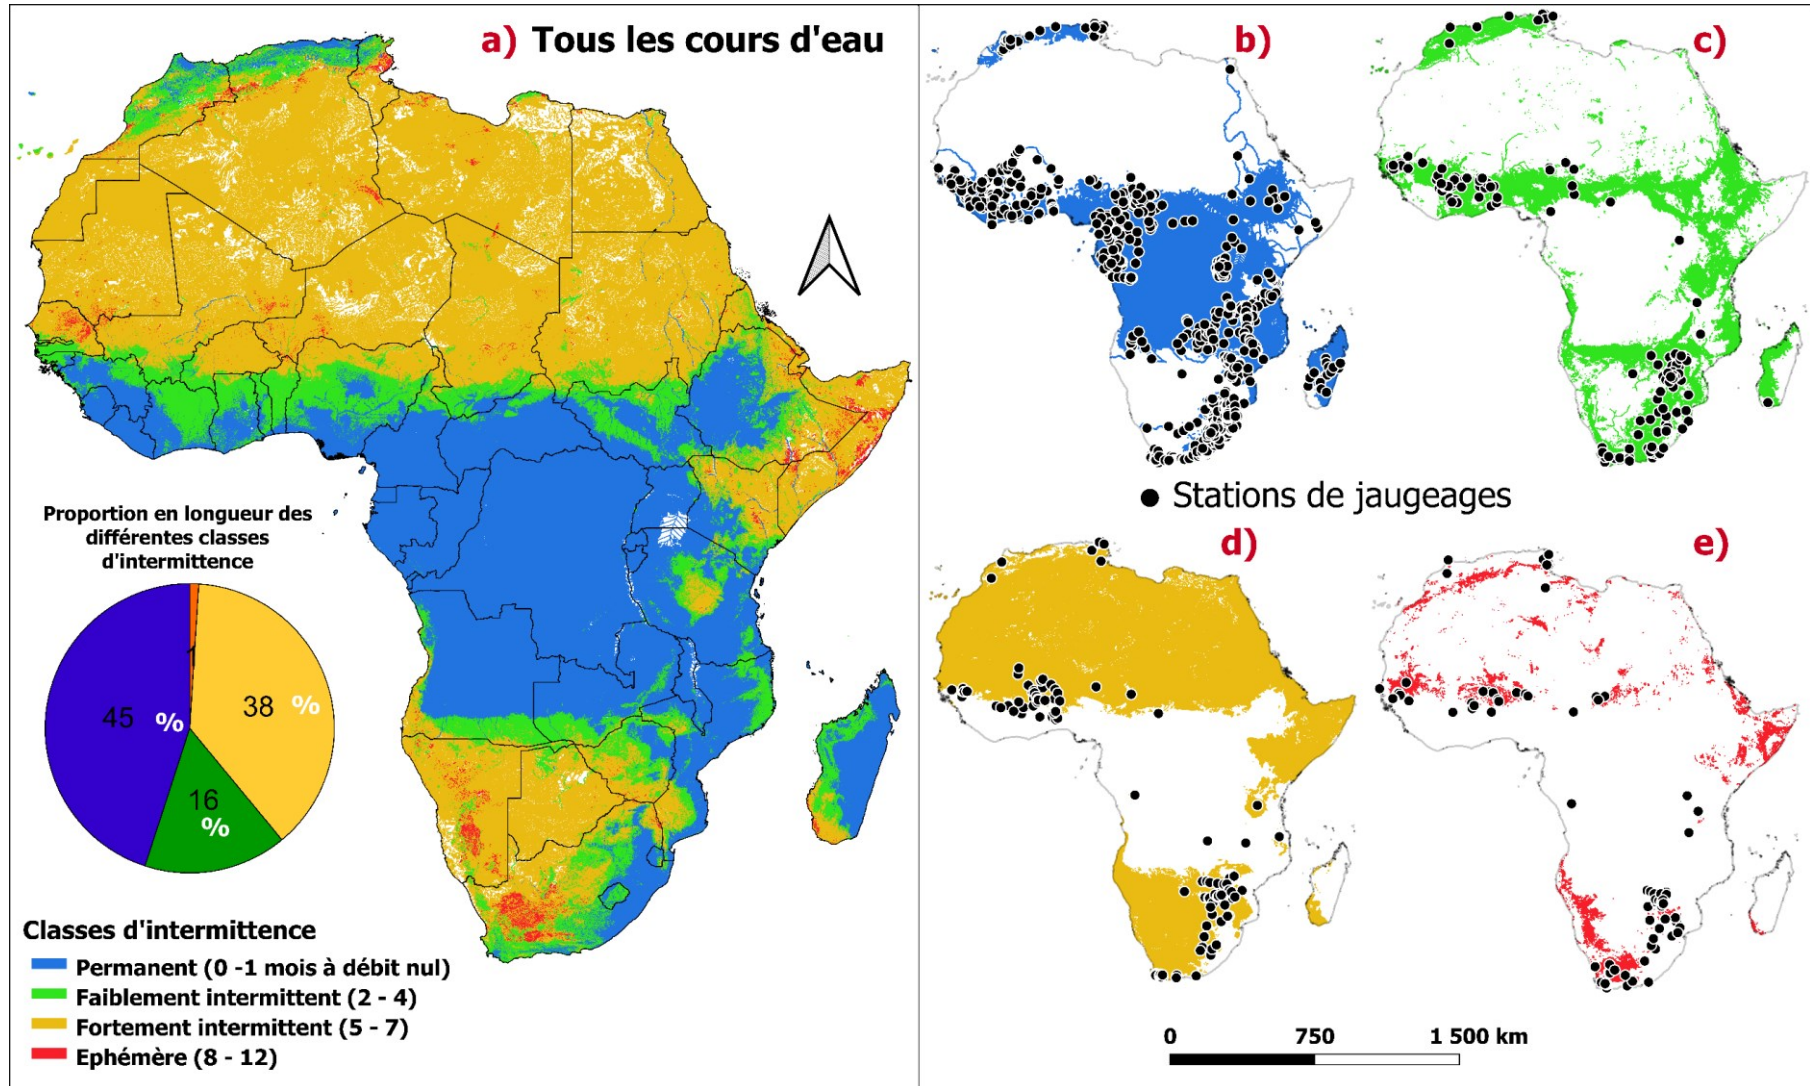 a) Tous les cours d'eau
Proportion en longueur des
différentes classes
d'intermittence
1
45 %
38 %
16
%
Classes d'intermittence
Permanent (0 -1 mois à débit nul)
Faiblement intermittent (2 - 4)
Fortement intermittent (5 - 7)
Ephémère (8 - 12)
b)
c)
Stations de jaugeages
d)
e)
0 750 1 500 km